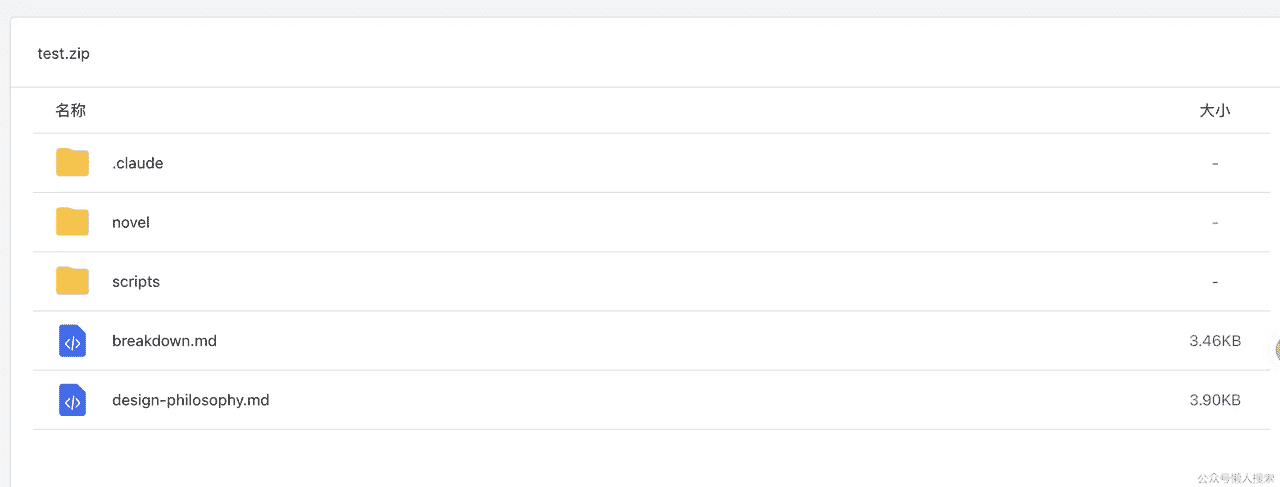 test.zip
名称 大小
.claude -
novel -
scripts -
breakdown.md 3.46KB
design-philosophy.md 3.90KB
公众号懒人搜索